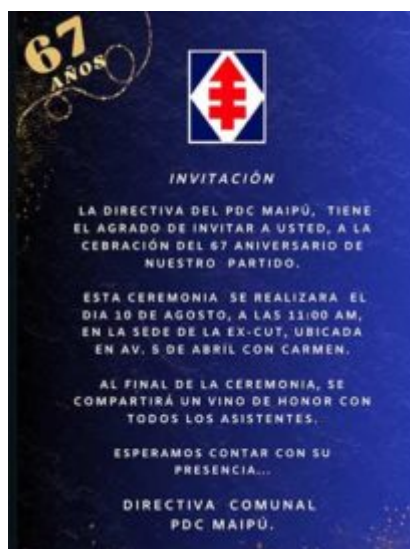 67
AÑOS
INVITACIÓN
LA DIRECTIVA DEL PDC MAIPÚ, TIENE
EL AGRADO DE INVITAR A USTED, A LA
CEBRACIÓN DEL 67 ANIVERSARIO DE
NUESTRO PARTIDO.
ESTA CEREMONIA SE REALIZARA EL
DIA 10 DE AGOSTO, A LAS 11:00 AM,
EN LA SEDE DE LA EX-CUT, UBICADA
EN AV. 5 DE ABRIL CON CARMEN.
AL FINAL DE LA CEREMONIA, SE
COMPARTIRÁ UN VINO DE HONOR CON
TODOS LOS ASISTENTES.
ESPERAMOS CONTAR CON SU
PRESENCIA...
DIRECTIVA COMUNAL
PDC MAIPÚ.